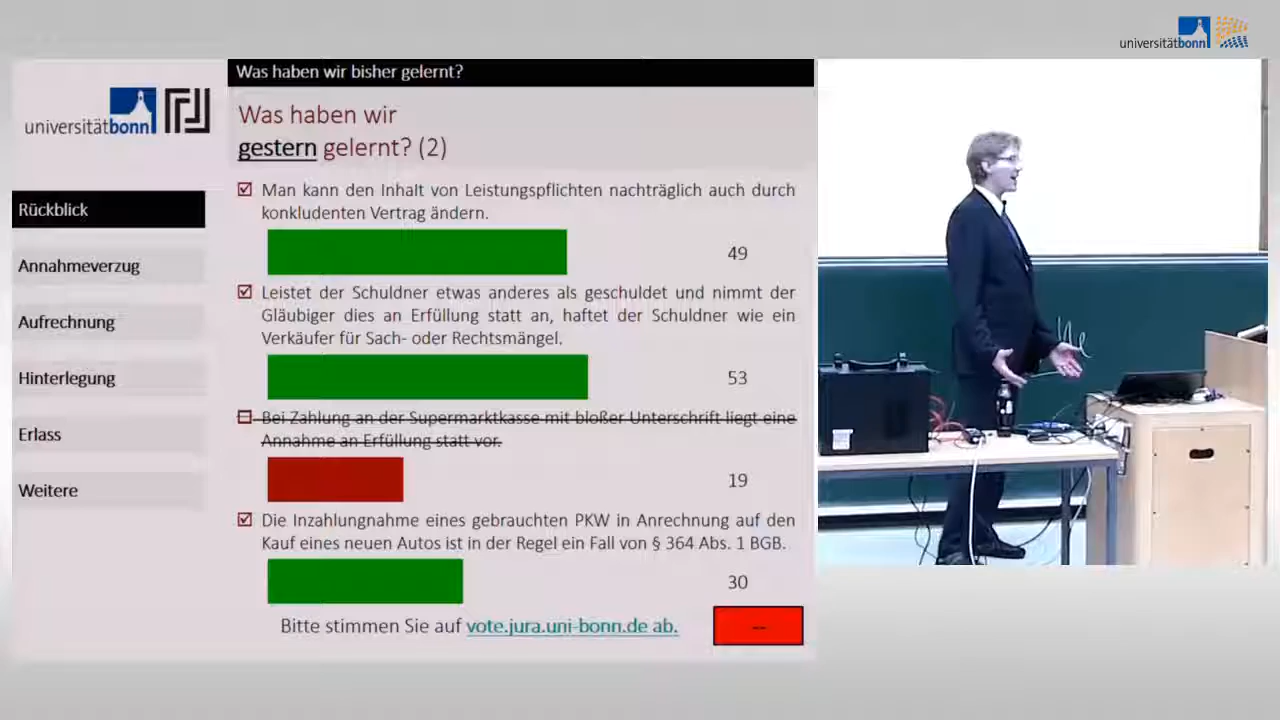 universitätbonn
Was haben wir bisher gelernt?
universitätbonn
Was haben wir
gestern gelernt? (2)
Rückblick
Annahmeverzug
Aufrechnung
Hinterlegung
Erlass
Weitere
Man kann den Inhalt von Leistungspflichten nachträglich auch durch
konkludenten Vertrag ändern.
49
Leistet der Schuldner etwas anderes als geschuldet und nimmt der
Gläubiger dies an Erfüllung statt an, haftet der Schuldner wie ein
Verkäufer für Sach- oder Rechtsmängel.
53
Bei Zahlung an der Supermarktkasse mit bloßer Unterschrift liegt eine
Annahme an Erfüllung statt vor.
19
Die Inzahlungnahme eines gebrauchten PKW in Anrechnung auf den
Kauf eines neuen Autos ist in der Regel ein Fall von § 364 Abs. 1 BGB.
30
Bitte stimmen Sie auf vote.jura.uni-bonn.de ab.
--